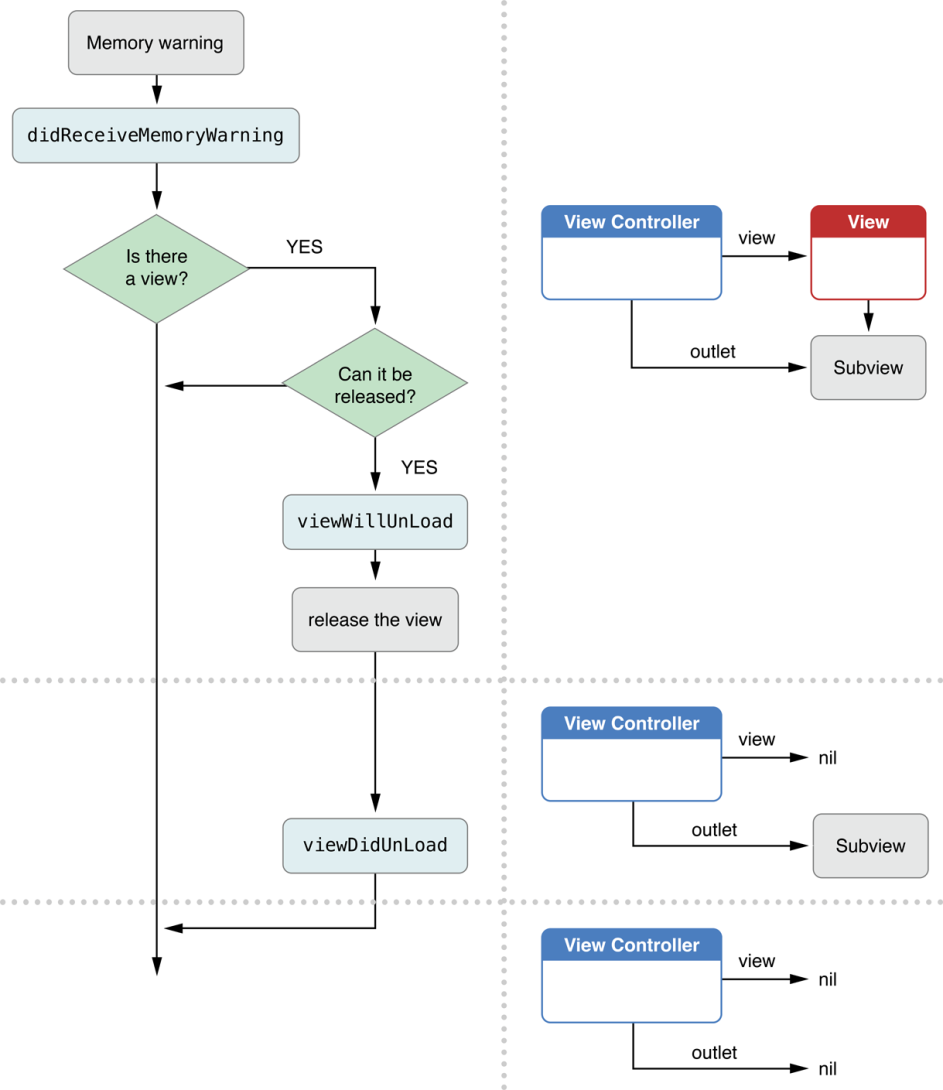 Memory warning
didReceiveMemoryWarning
Is there
a view?
YES
Can it be
released?
YES
viewWillUnLoad
release the view
viewDidUnLoad
View Controller
view
View
outlet
Subview
View Controller
view
nil
outlet
Subview
View Controller
view
nil
outlet
nil